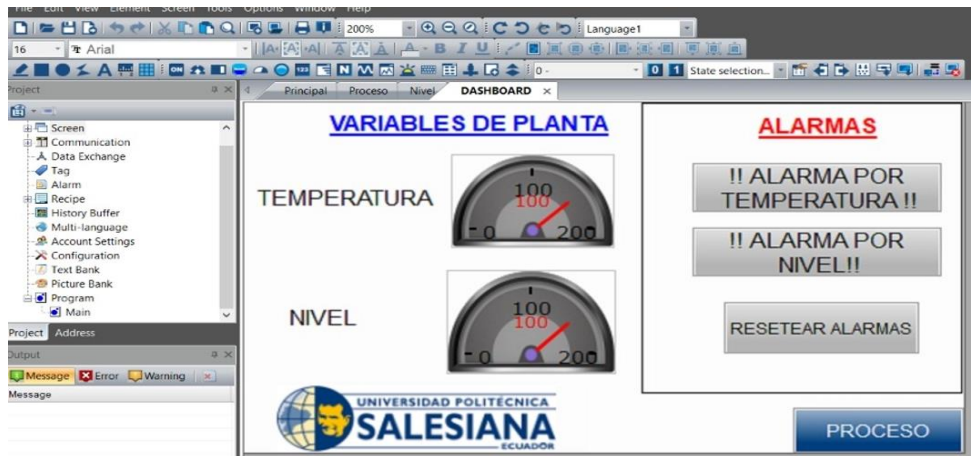 File Edit View Element Screen Tools Options Window Help
200%
Language1
16 Arial
ON
N
0 -
0 1 State selection...
Project
Principal Proceso Nivel DASHBOARD ×
Screen
Communication
Data Exchange
Tag
Alarm
Recipe
History Buffer
Multi-language
Account Settings
Configuration
Text Bank
Picture Bank
Program
Main
Project Address
Output
Message Error Warning
Message
VARIABLES DE PLANTA
TEMPERATURA
100
100
0 200
NIVEL
100
100
0 200
UNIVERSIDAD POLITÉCNICA
SALESIANA
ECUADOR
ALARMAS
!! ALARMA POR
TEMPERATURA !!
!! ALARMA POR
NIVEL!!
RESETEAR ALARMAS
PROCESO